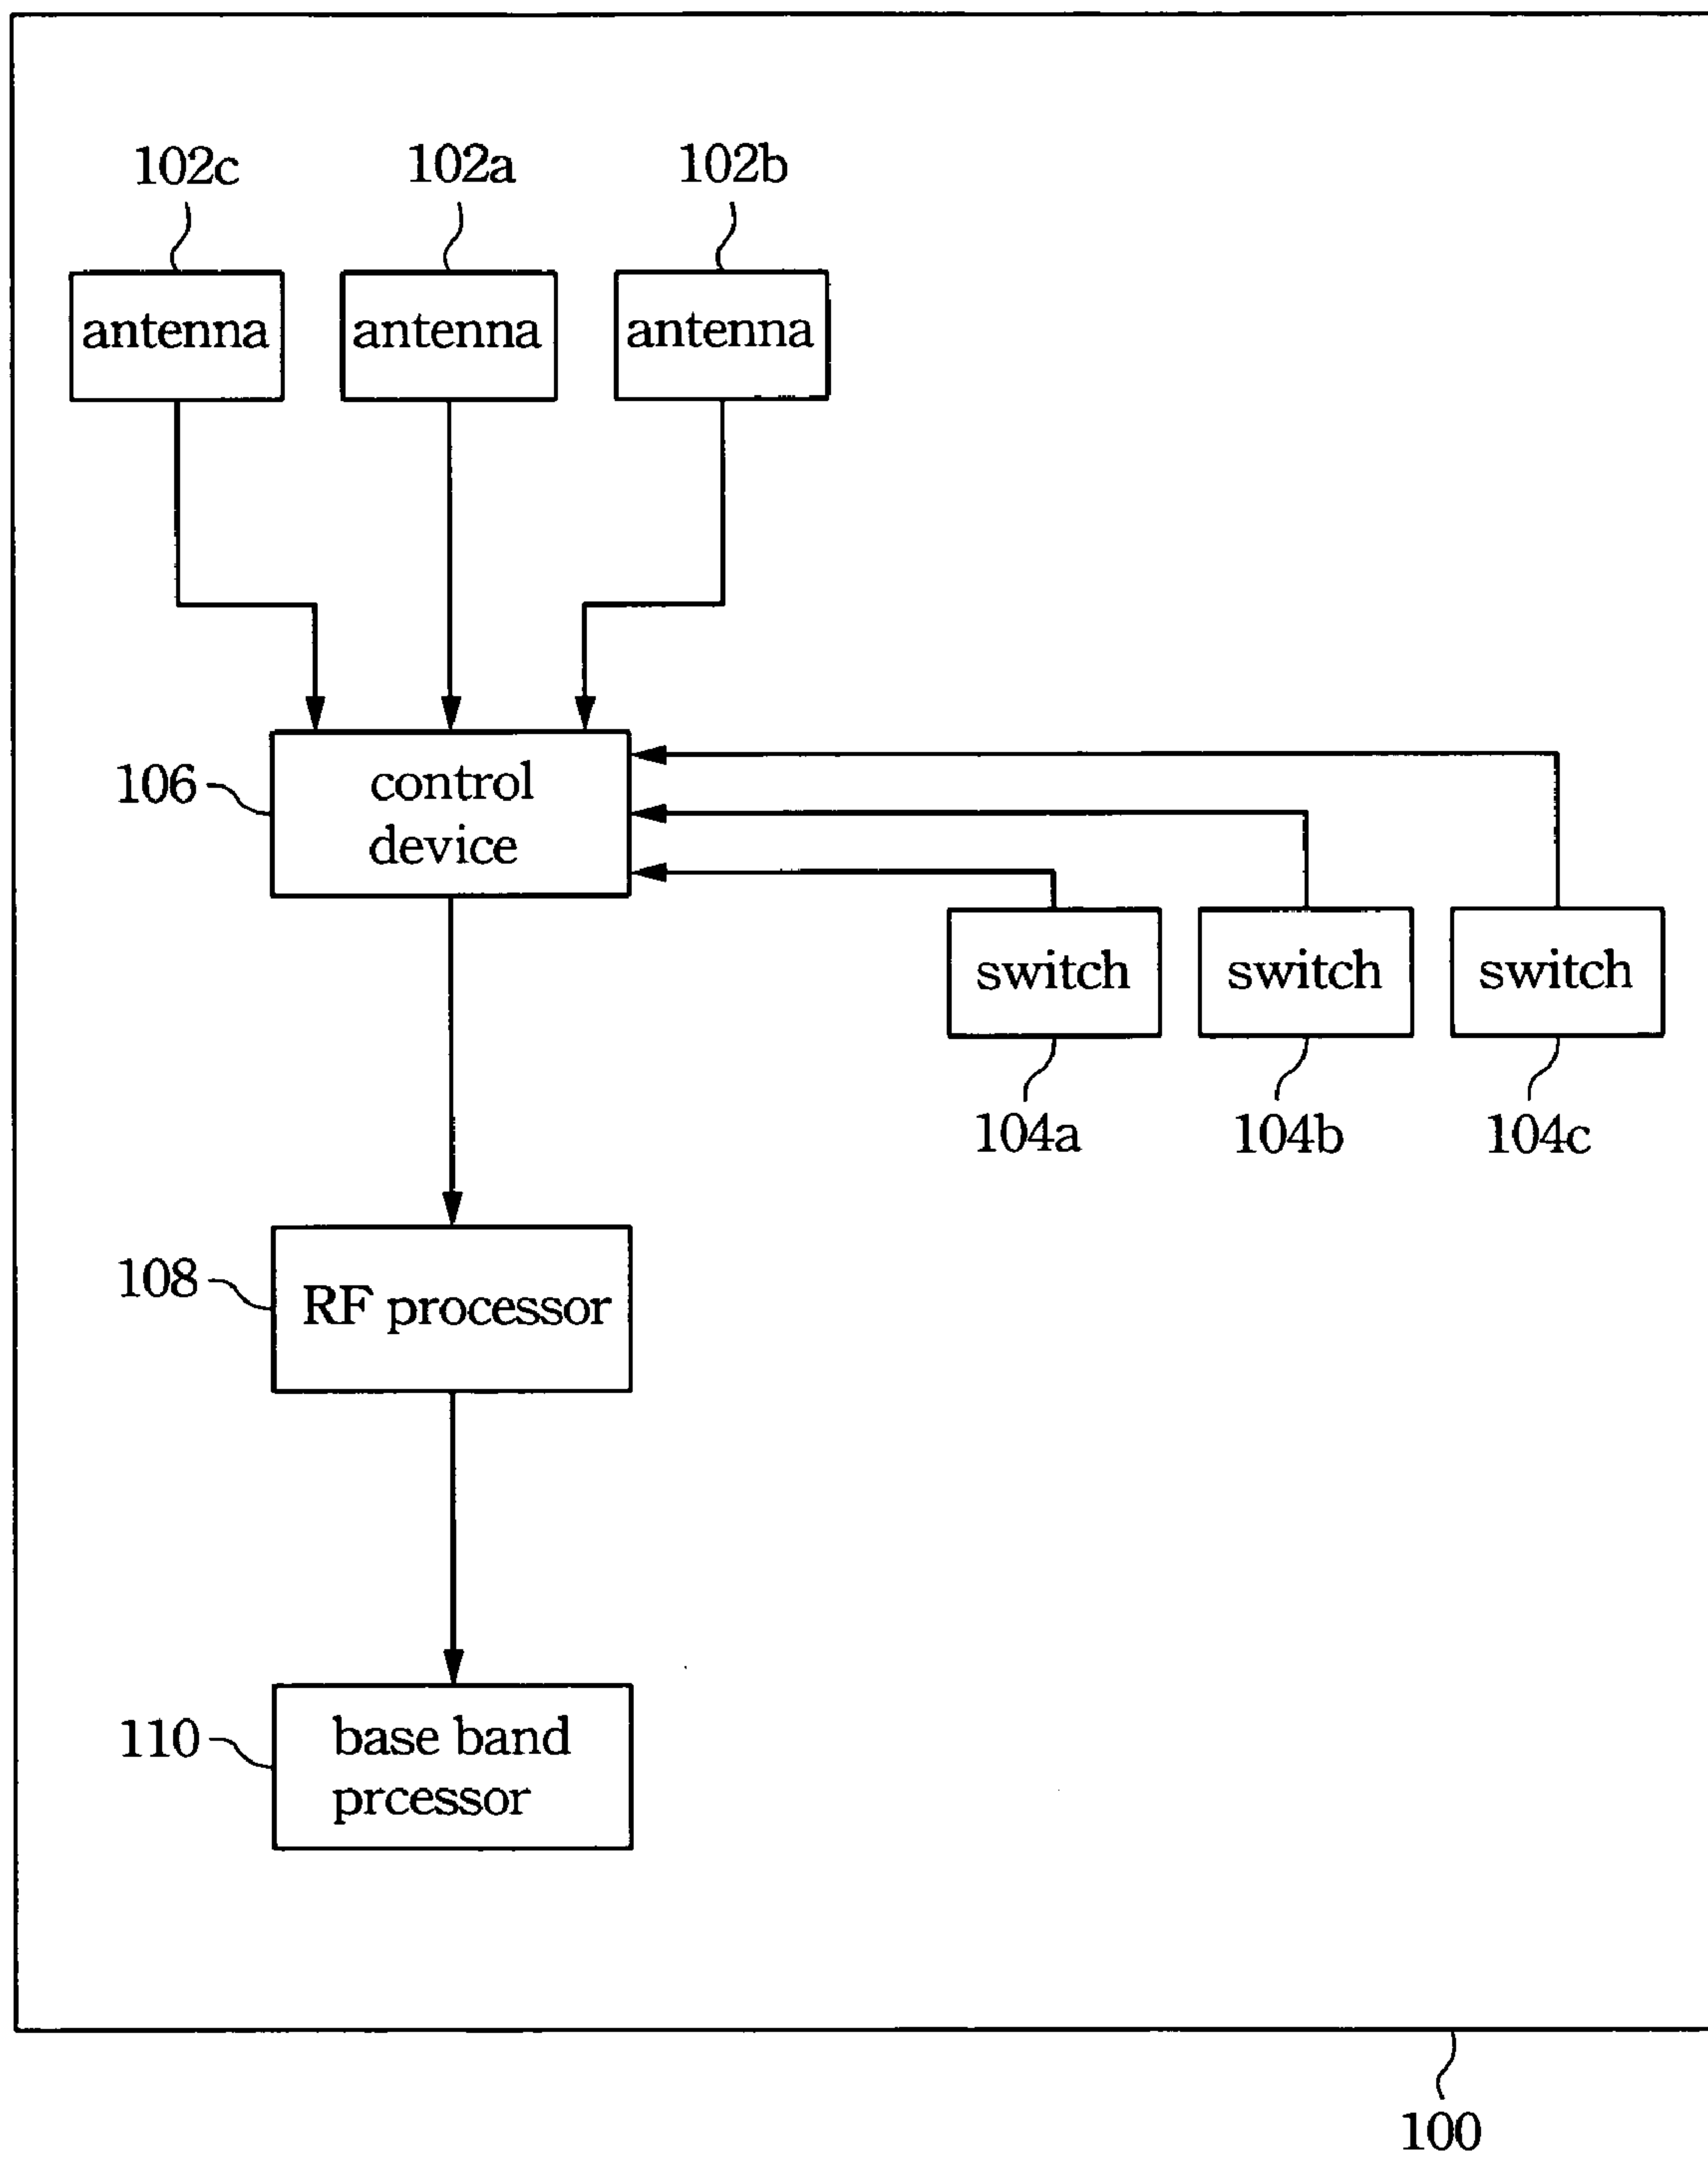 102c
102a
102b
antenna
antenna
antenna
106
control
device
switch
switch
switch
104a
104b
104c
108
RF processor
110
base band
prcessor
100